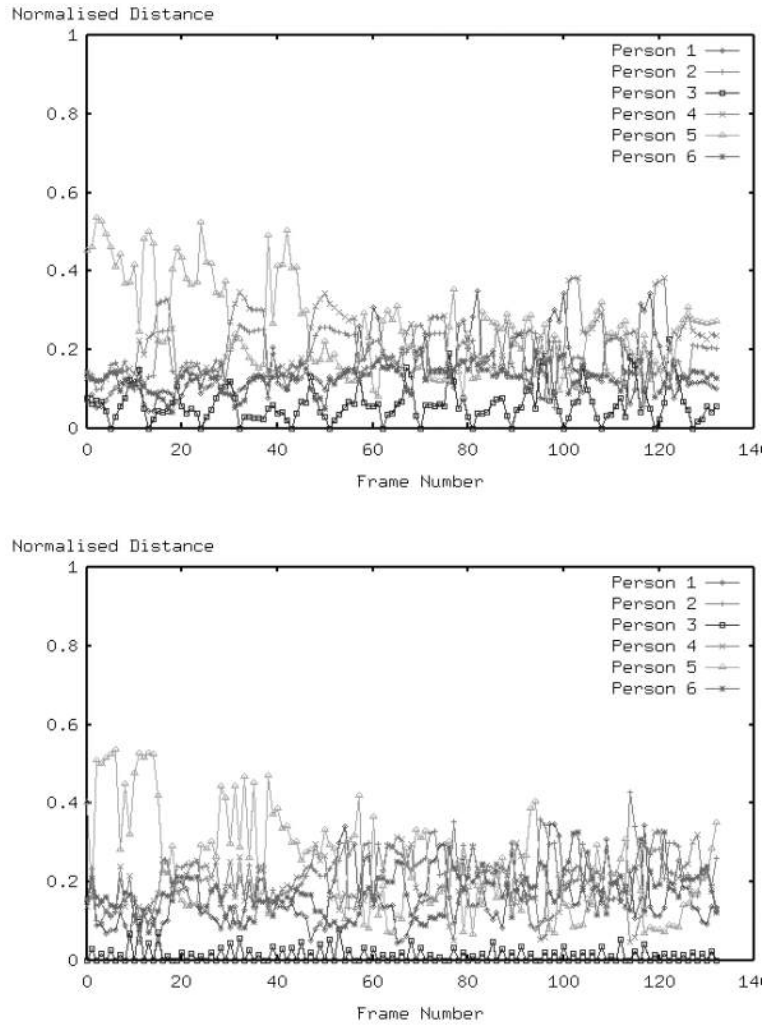 Normalised Distance
1
0.8
0.6
0.4
0.2
0
Person 1
Person 2
Person 3
Person 4
Person 5
Person 6
0 20 40 60 80 100 120 14
Frame Number
Normalised Distance
1
0.8
0.6
0.4
0.2
0
Person 1
Person 2
Person 3
Person 4
Person 5
Person 6
0 20 40 60 80 100 120 14
Frame Number